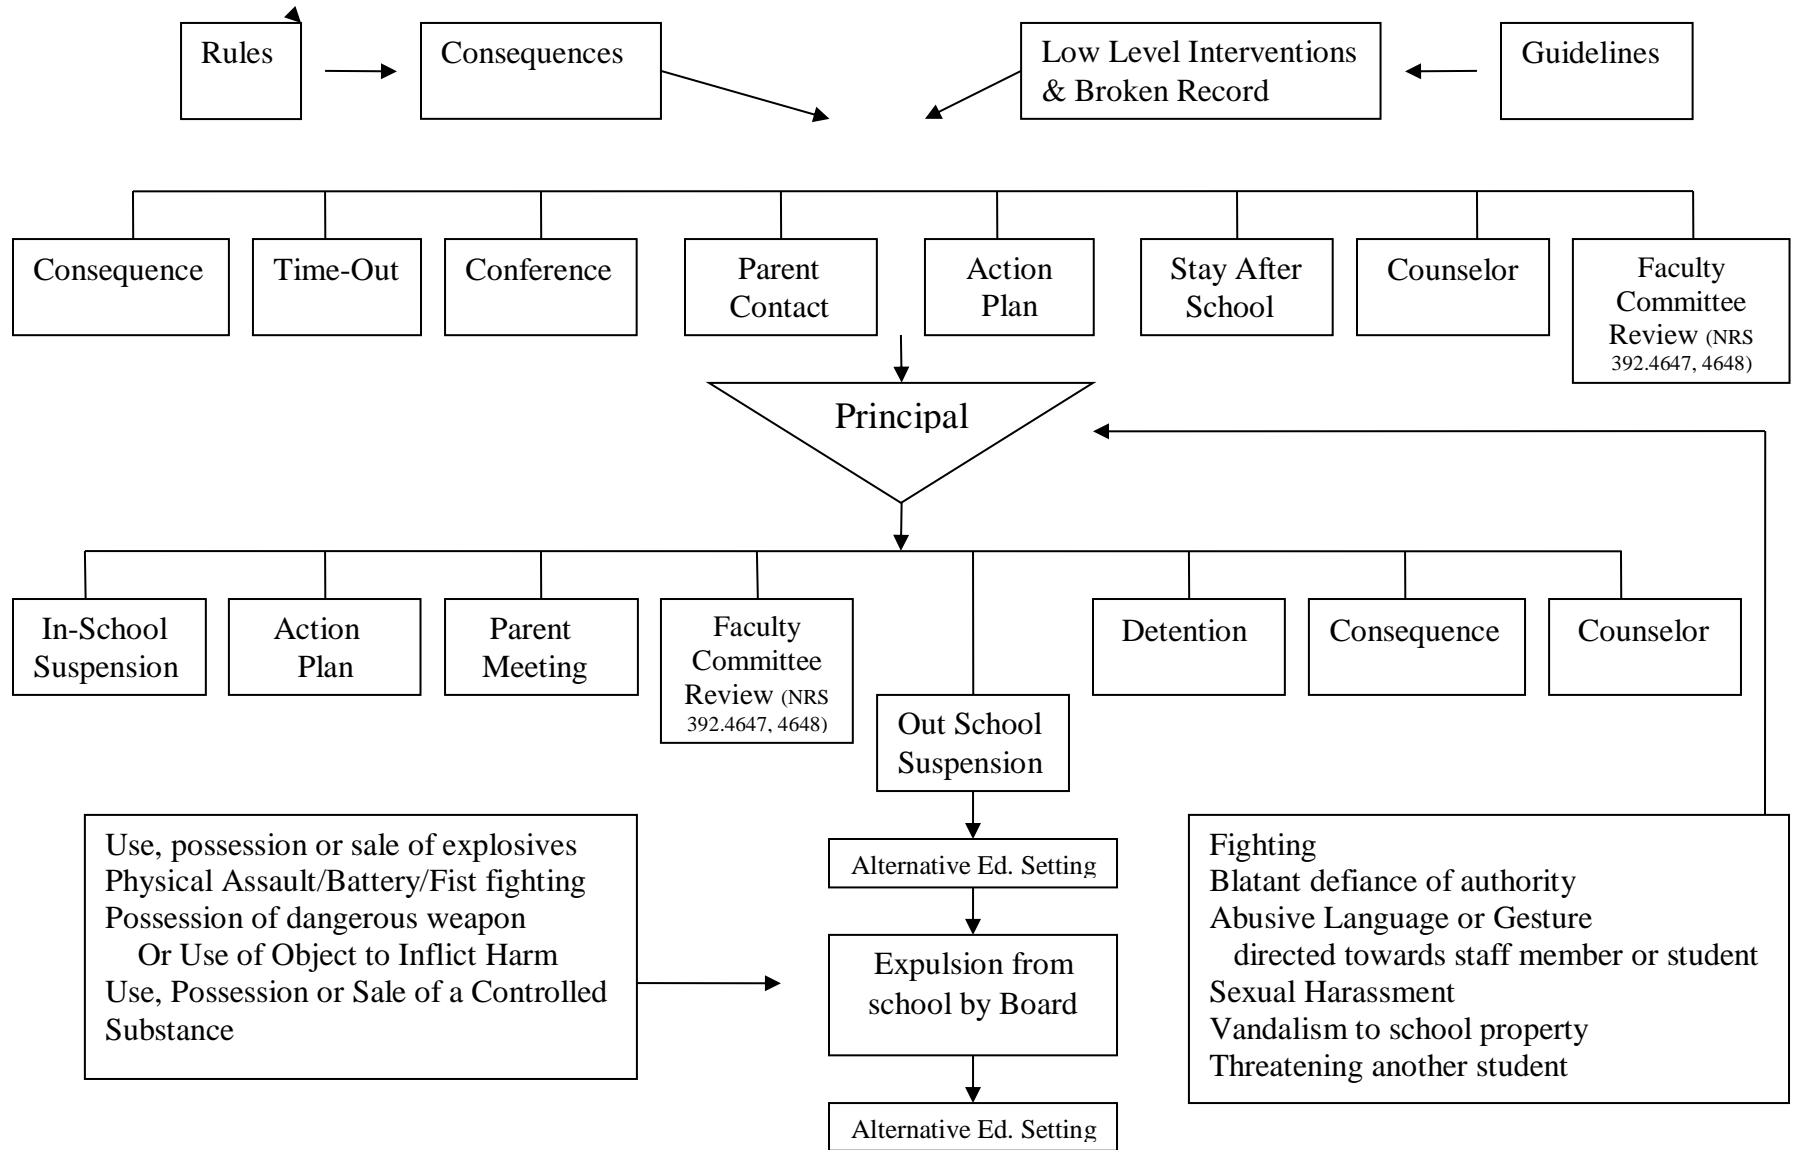 Rules
Consequences
Low Level Interventions
& Broken Record
Guidelines
Consequence
Time-Out
Conference
Parent
Contact
Action
Plan
Stay After
School
Counselor
Faculty
Committee
Review (NRS
392.4647, 4648)
Principal
In-School
Suspension
Action
Plan
Parent
Meeting
Faculty
Committee
Review (NRS
392.4647, 4648)
Out School
Suspension
Detention
Consequence
Counselor
Use, possession or sale of explosives
Physical Assault/Battery/Fist fighting
Possession of dangerous weapon
Or Use of Object to Inflict Harm
Use, Possession or Sale of a Controlled
Substance
Alternative Ed. Setting
Expulsion from
school by Board
Alternative Ed. Setting
Fighting
Blatant defiance of authority
Abusive Language or Gesture
directed towards staff member or student
Sexual Harassment
Vandalism to school property
Threatening another student